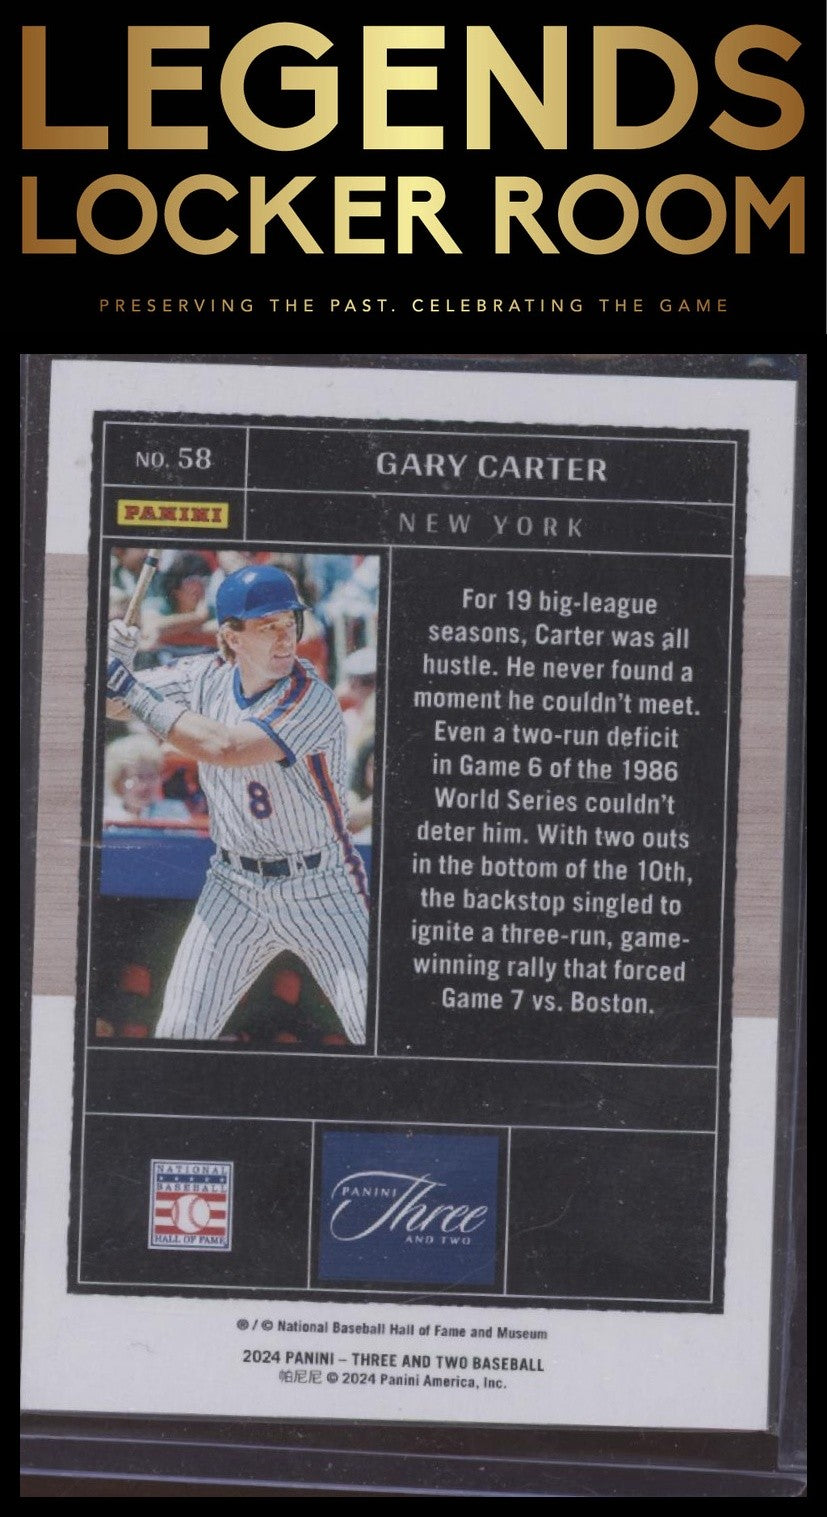 LEGENDS
LOCKER ROOM
PRESERVING THE PAST. CELEBRATING THE GAME
NO. 58
GARY CARTER
PANINI
NEW YORK
For 19 big-league
seasons, Carter was all
hustle. He never found a
moment he couldn't meet.
Even a two-run deficit
in Game 6 of the 1986
World Series couldn't
deter him. With two outs
in the bottom of the 10th,
the backstop singled to
ignite a three-run, game-
winning rally that forced
Game 7 vs. Boston.
8
NATIONAL
BASEBALL
HALL OF FAME
PANINI
Three
AND TWO
® / © National Baseball Hall of Fame and Museum
2024 PANINI – THREE AND TWO BASEBALL
帕尼尼 © 2024 Panini America, Inc.